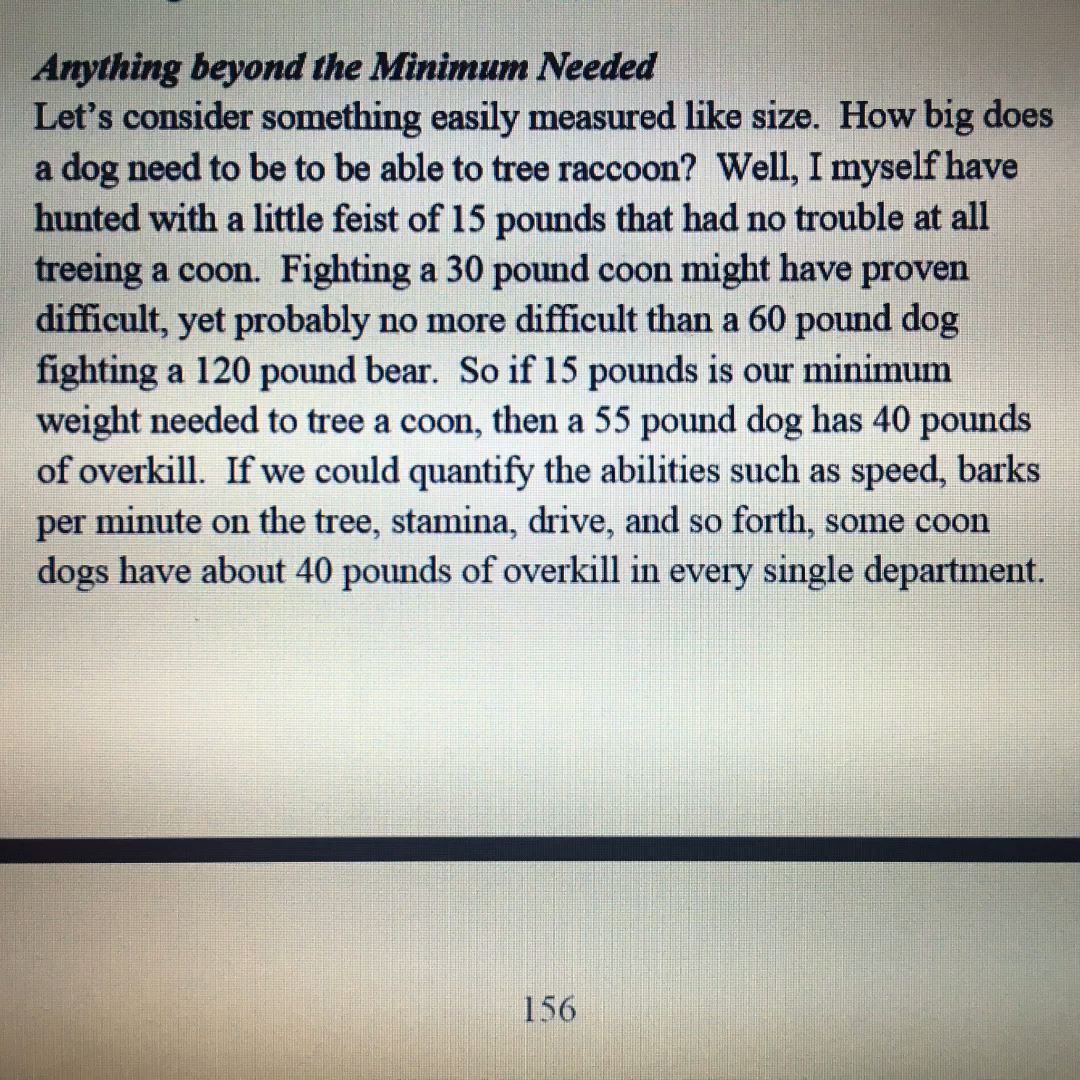 Anything beyond the Minimum Needed
Let's consider something easily measured like size.  How big does
a dog need to be to be able to tree raccoon?  Well, I myself have
hunted with a little feist of 15 pounds that had no trouble at all
treeing a coon.  Fighting a 30 pound coon might have proven
difficult, yet probably no more difficult than a 60 pound dog
fighting a 120 pound bear.  So if 15 pounds is our minimum
weight needed to tree a coon, then a 55 pound dog has 40 pounds
of overkill.  If we could quantify the abilities such as speed, barks
per minute on the tree, stamina, drive, and so forth, some coon
dogs have about 40 pounds of overkill in every single department.
156